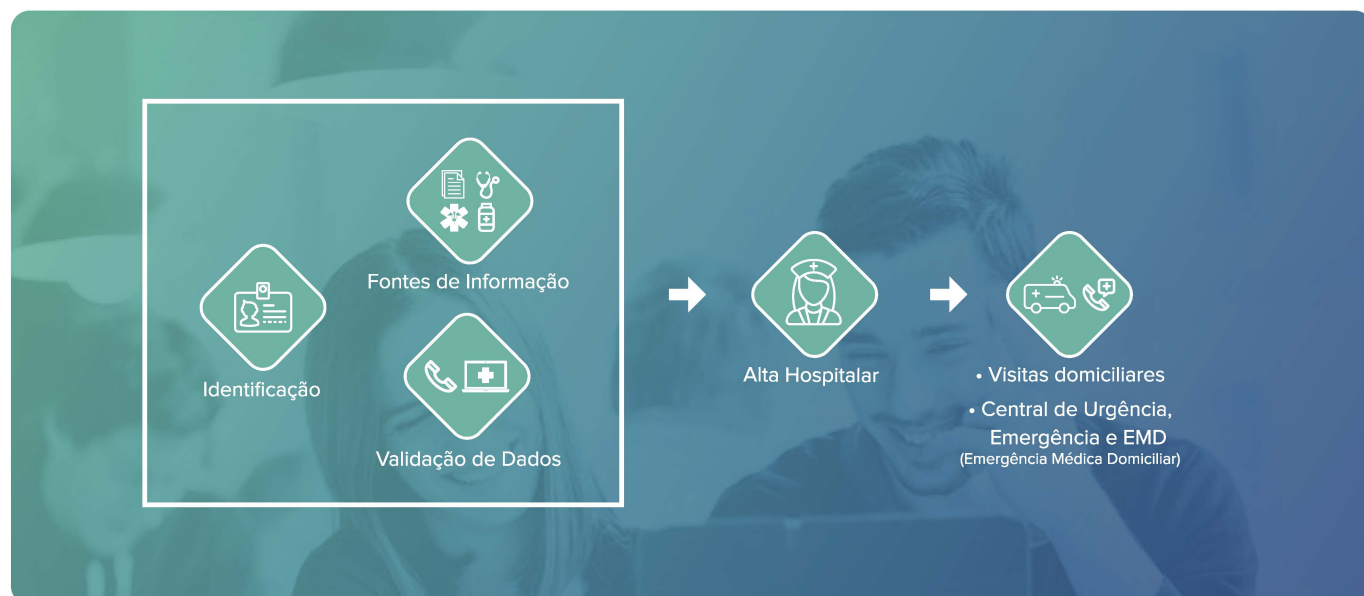 Identificação
Fontes de Informação
Validação de Dados
Alta Hospitalar
• Visitas domiciliares
• Central de Urgência,
Emergência e EMD
(Emergência Médica Domiciliar)